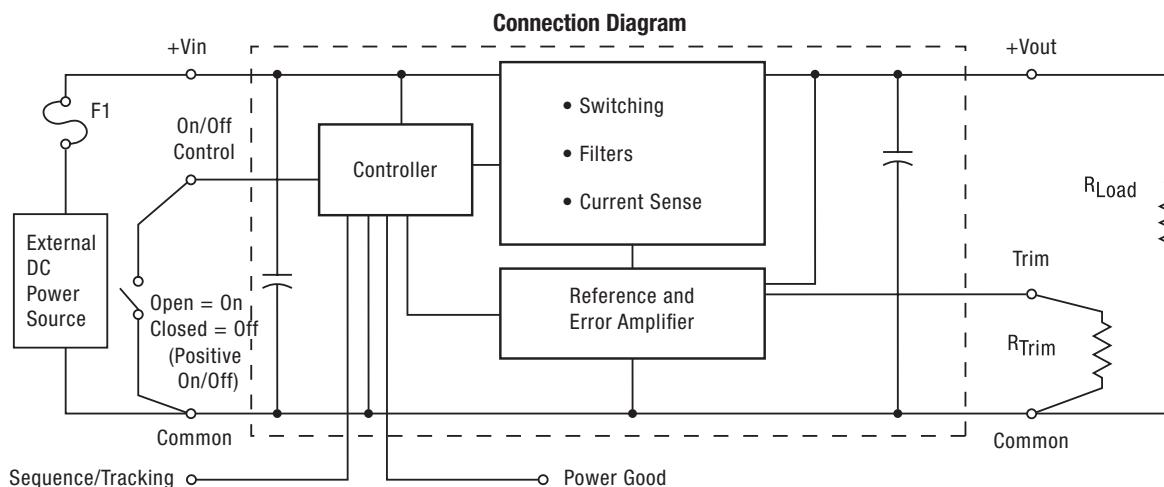 Connection Diagram
+Vin
+Vout
F1
On/Off
Control
• Switching
• Filters
• Current Sense
Controller
RLoad
External
DC
Power
Source
Open = On
Closed = Off
(Positive
On/Off)
Reference and
Error Amplifier
Trim
RTrim
Common
Common
Sequence/Tracking
Power Good